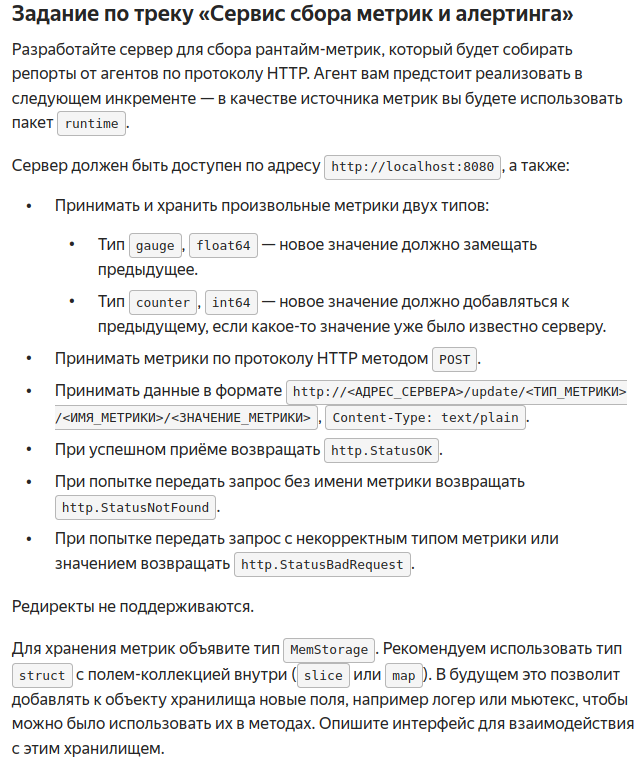 Задание по треку «Сервис сбора метрик и алертинга»
Разработайте сервер для сбора рантайм-метрик, который будет собирать
репорты от агентов по протоколу HTTP. Агент вам предстоит реализовать в
следующем инкременте — в качестве источника метрик вы будете использовать
пакет runtime.
Сервер должен быть доступен по адресу http://localhost:8080, а также:
• Принимать и хранить произвольные метрики двух типов:
• Тип gauge, float64 — новое значение должно замещать
предыдущее.
• Тип counter, int64 — новое значение должно добавляться к
предыдущему, если какое-то значение уже было известно серверу.
• Принимать метрики по протоколу HTTP методом POST.
• Принимать данные в формате http://<АДРЕС_СЕРВЕРА>/update/<ТИП_МЕТРИКИ>
/<ИМЯ_МЕТРИКИ>/<ЗНАЧЕНИЕ_МЕТРИКИ>, Content-Type: text/plain.
• При успешном приёме возвращать http.StatusOK.
• При попытке передать запрос без имени метрики возвращать
http.StatusNotFound.
• При попытке передать запрос с некорректным типом метрики или
значением возвращать http.StatusBadRequest.
Редиректы не поддерживаются.
Для хранения метрик объявите тип MemStorage. Рекомендуем использовать тип
struct с полем-коллекцией внутри (slice или map). В будущем это позволит
добавлять к объекту хранилища новые поля, например логер или мьютекс, чтобы
можно было использовать их в методах. Опишите интерфейс для взаимодействия
с этим хранилищем.